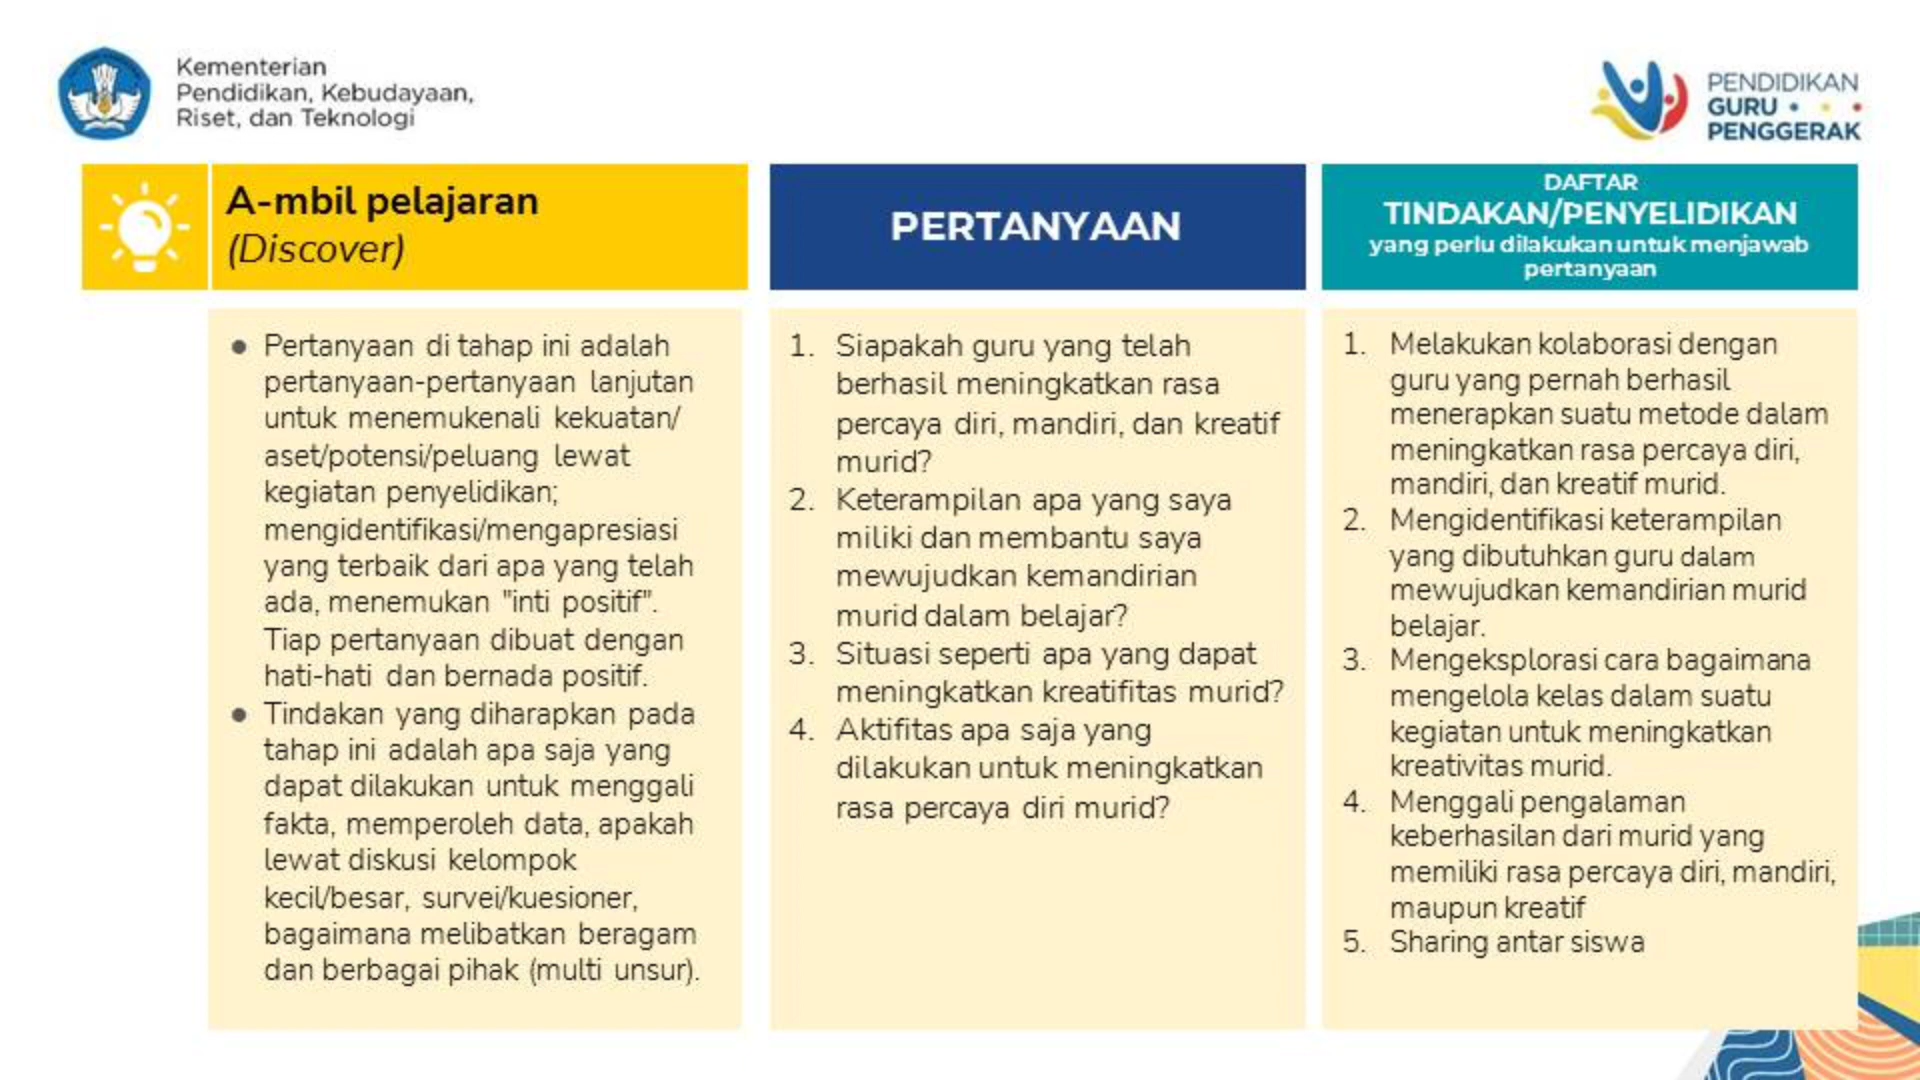 Kementerian
Pendidikan, Kebudayaan,
Riset, dan Teknologi
PENDIDIKAN
GURU
PENGGERAK
A-mbil pelajaran
(Discover)
● Pertanyaan di tahap ini adalah
pertanyaan-pertanyaan lanjutan
untuk menemukenali kekuatan/
aset/potensi/peluang lewat
kegiatan penyelidikan;
mengidentifikasi/mengapresiasi
yang terbaik dari apa yang telah
ada, menemukan "inti positif".
Tiap pertanyaan dibuat dengan
hati-hati dan bernada positif.
● Tindakan yang diharapkan pada
tahap ini adalah apa saja yang
dapat dilakukan untuk menggali
fakta, memperoleh data, apakah
lewat diskusi kelompok
kecil/besar, survei/kuesioner,
bagaimana melibatkan beragam
dan berbagai pihak (multi unsur).
PERTANYAAN
1. Siapakah guru yang telah
berhasil meningkatkan rasa
percaya diri, mandiri, dan kreatif
murid?
2. Keterampilan apa yang saya
miliki dan membantu saya
mewujudkan kemandirian
murid dalam belajar?
3. Situasi seperti apa yang dapat
meningkatkan kreatifitas murid?
4. Aktifitas apa saja yang
dilakukan untuk meningkatkan
rasa percaya diri murid?
DAFTAR
TINDAKAN/PENYELIDIKAN
yang perlu dilakukan untuk menjawab
pertanyaan
1. Melakukan kolaborasi dengan
guru yang pernah berhasil
menerapkan suatu metode dalam
meningkatkan rasa percaya diri,
mandiri, dan kreatif murid.
2. Mengidentifikasi keterampilan
yang dibutuhkan guru dalam
mewujudkan kemandirian murid
belajar.
3. Mengeksplorasi cara bagaimana
mengelola kelas dalam suatu
kegiatan untuk meningkatkan
kreativitas murid.
4. Menggali pengalaman
keberhasilan dari murid yang
memiliki rasa percaya diri, mandiri,
maupun kreatif
5. Sharing antar siswa